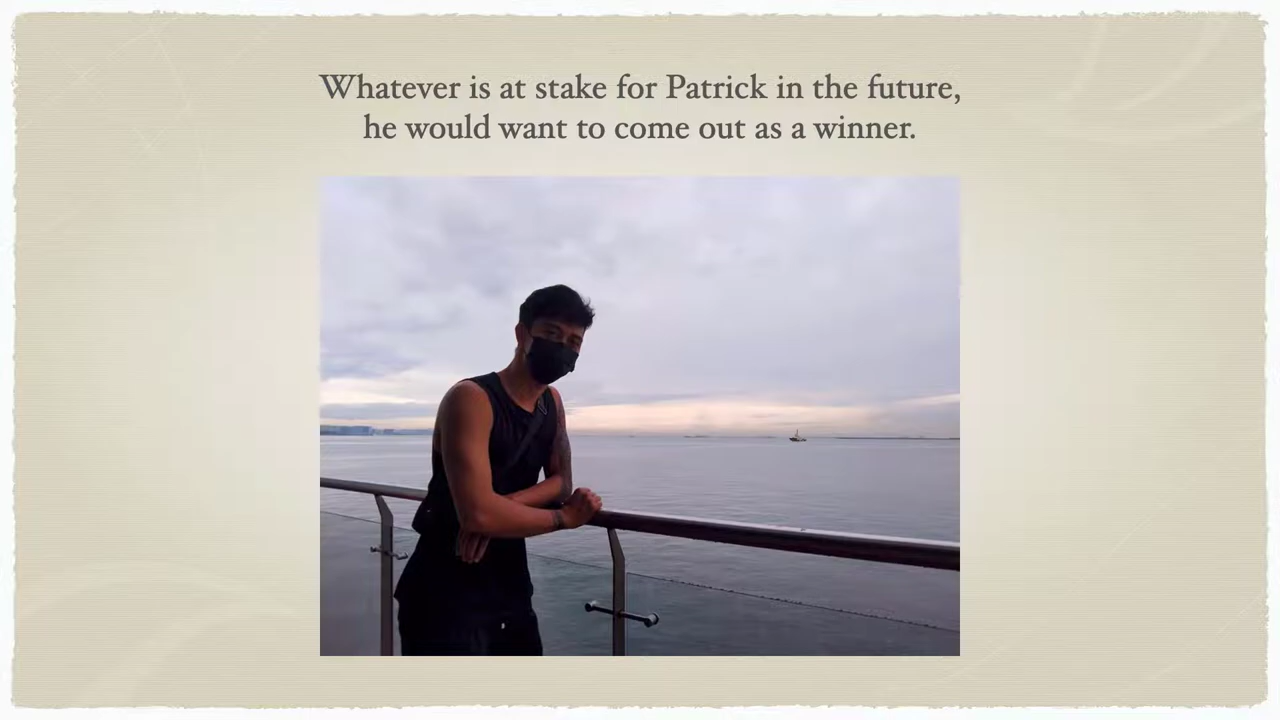 Whatever is at stake for Patrick in the future,
he would want to come out as a winner.